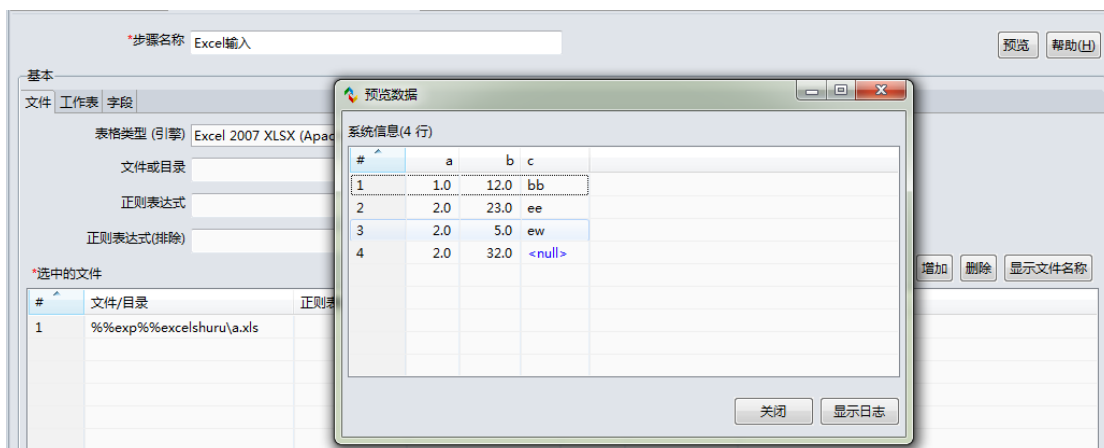 *步骤名称 Excel输入 预览 帮助(H)
基本
文件 工作表 字段
表格类型 (引擎) Excel 2007 XLSX (Apac
文件或目录
正则表达式
正则表达式(排除)
*选中的文件 增加 删除 显示文件名称
# 文件/目录 正则表
1 %%exp%%excelshuru\a.xls
预览数据
系统信息(4 行)
# a b c
1 1.0 12.0 bb
2 2.0 23.0 ee
3 2.0 5.0 ew
4 2.0 32.0 <null>
关闭 显示日志